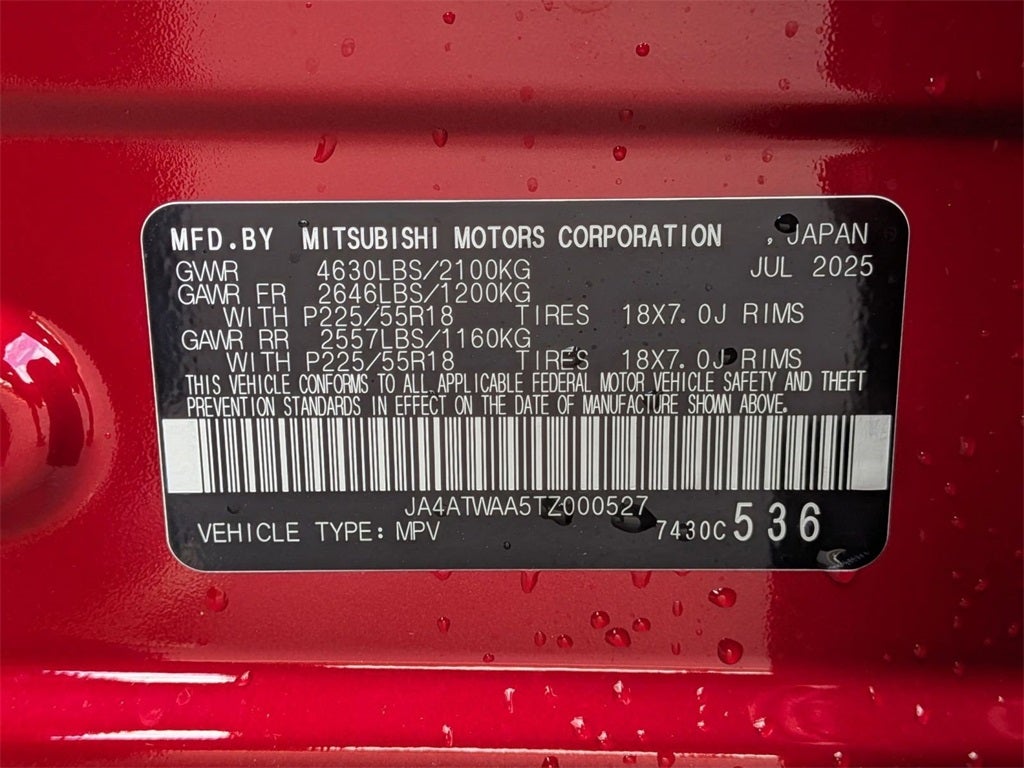 MFD.BY MITSUBISHI MOTORS CORPORATION , JAPAN
JUL 2025
GVWR 4630LBS/2100KG
GAWR FR 2646LBS/1200KG
WITH P225/55R18 TIRES 18X7.0J RIMS
GAWR RR 2557LBS/1160KG
WITH P225/55R18 TIRES 18X7.0J RIMS
THIS VEHICLE CONFORMS TO ALL APPLICABLE FEDERAL MOTOR VEHICLE SAFETY AND THEFT
PREVENTION STANDARDS IN EFFECT ON THE DATE OF MANUFACTURE SHOWN ABOVE.
JA4ATWAA5TZ000527
VEHICLE TYPE: MPV 7430C 536